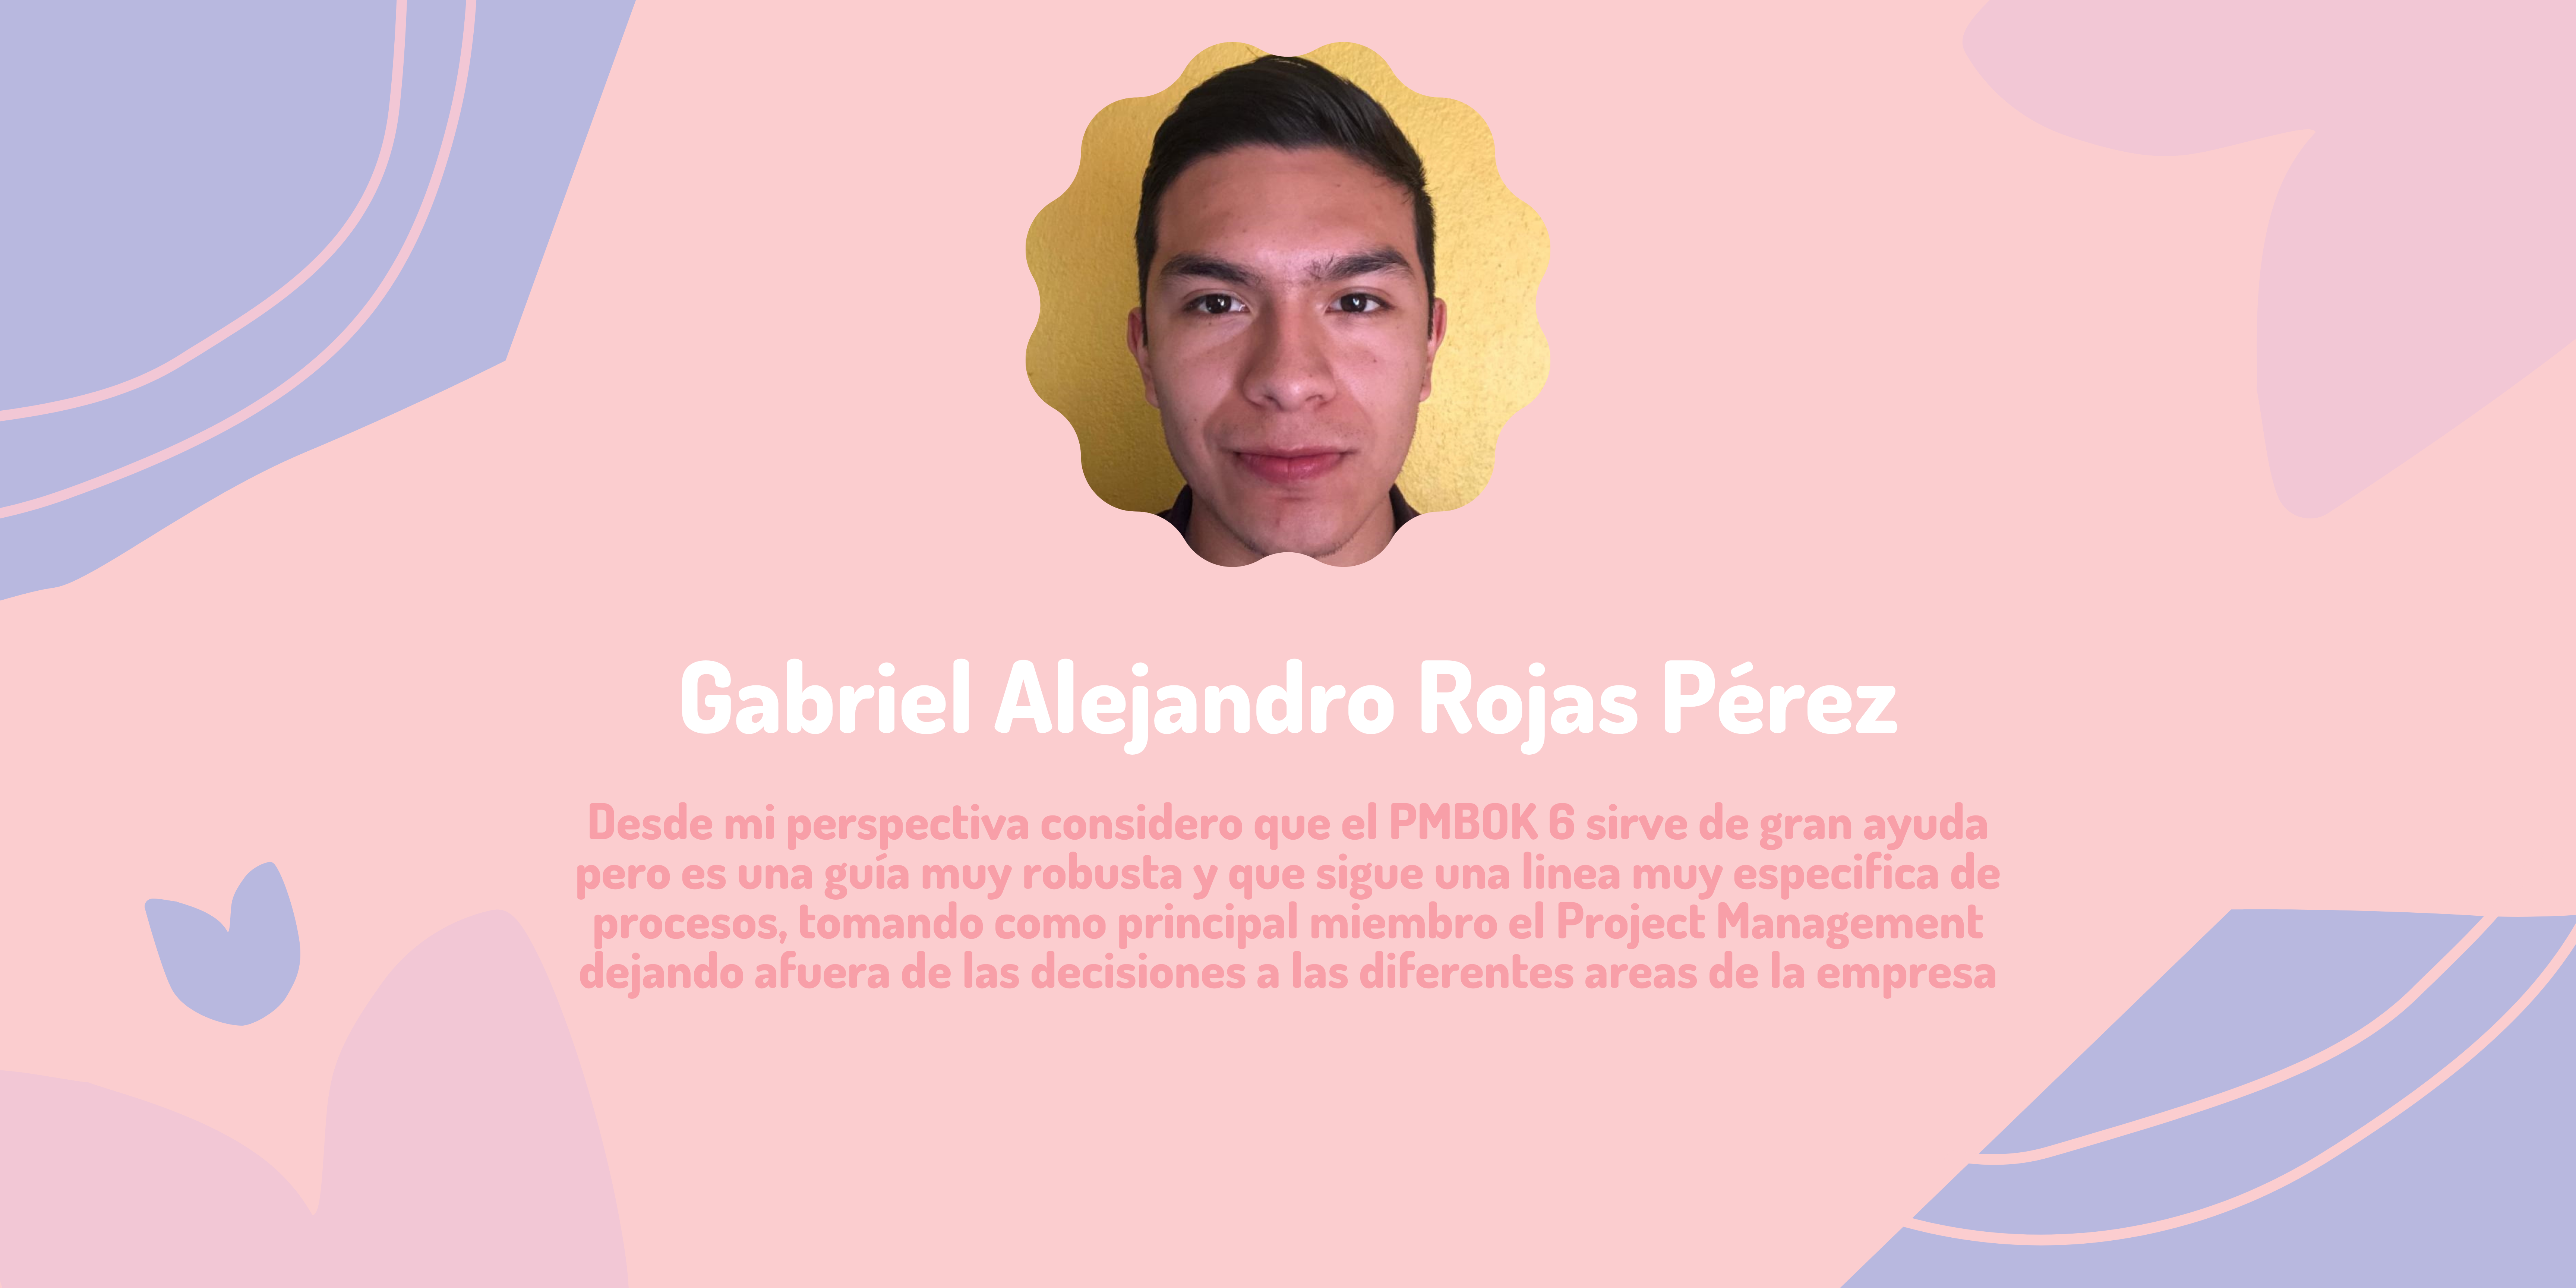 Gabriel Alejandro Rojas Pérez
Desde mi perspectiva considero que el PMBOK 6 sirve de gran ayuda
pero es una guía muy robusta y que sigue una linea muy especifica de
procesos, tomando como principal miembro el Project Management
dejando afuera de las decisiones a las diferentes areas de la empresa